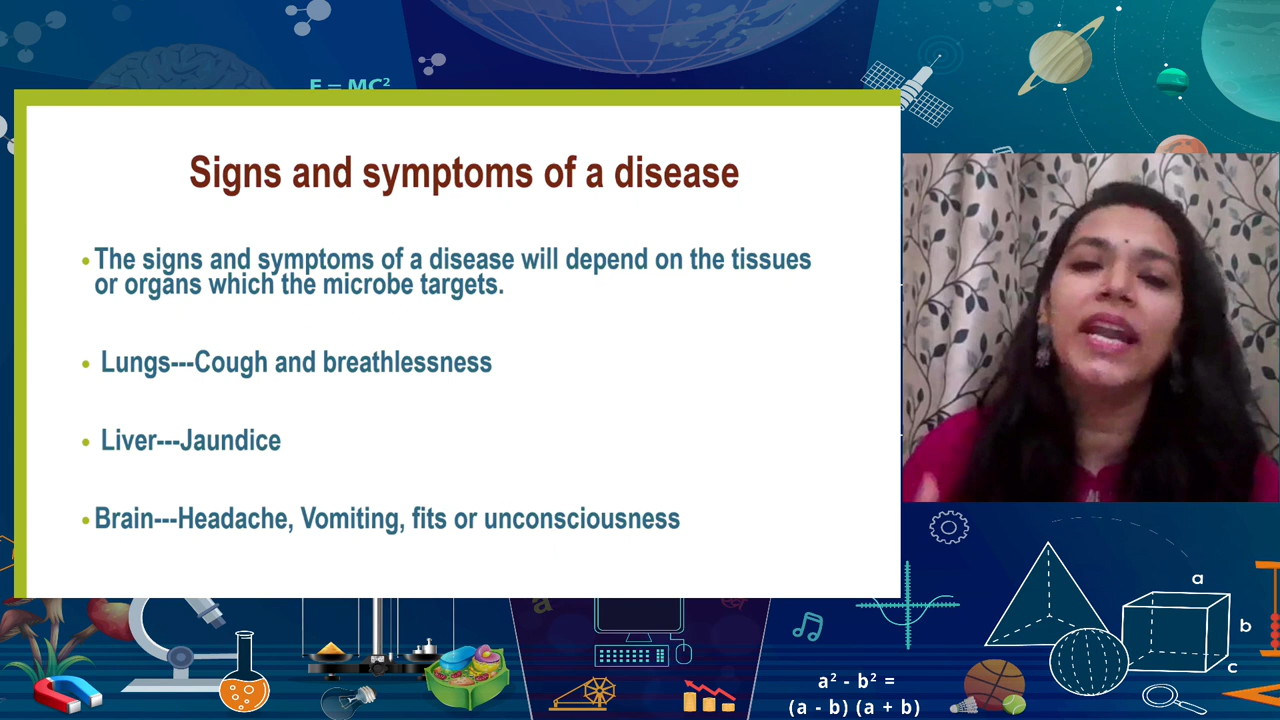 E = MC²
Signs and symptoms of a disease
• The signs and symptoms of a disease will depend on the tissues
or organs which the microbe targets.
• Lungs---Cough and breathlessness
• Liver---Jaundice
• Brain---Headache, Vomiting, fits or unconsciousness
a
a
b
c
a² - b² =
(a - b) (a + b)